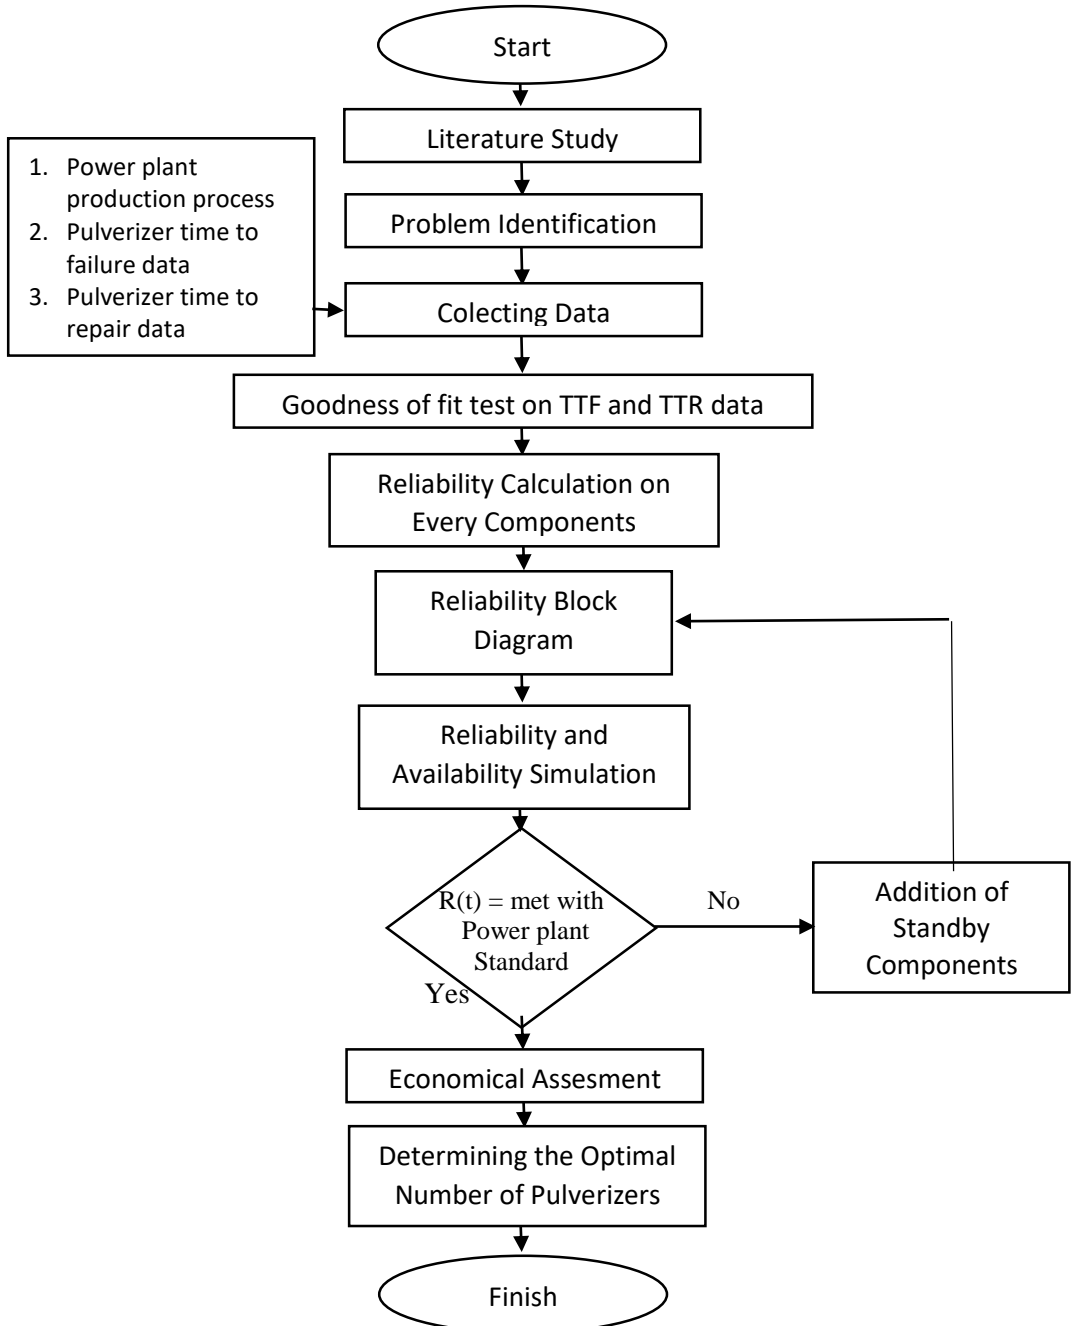 Start
Literature Study
1. Power plant
production process
2. Pulverizer time to
failure data
3. Pulverizer time to
repair data
Problem Identification
Colecting Data
Goodness of fit test on TTF and TTR data
Reliability Calculation on
Every Components
Reliability Block
Diagram
Reliability and
Availability Simulation
R(t) = met with
Power plant
Standard
No
Addition of
Standby
Components
Yes
Economical Assesment
Determining the Optimal
Number of Pulverizers
Finish